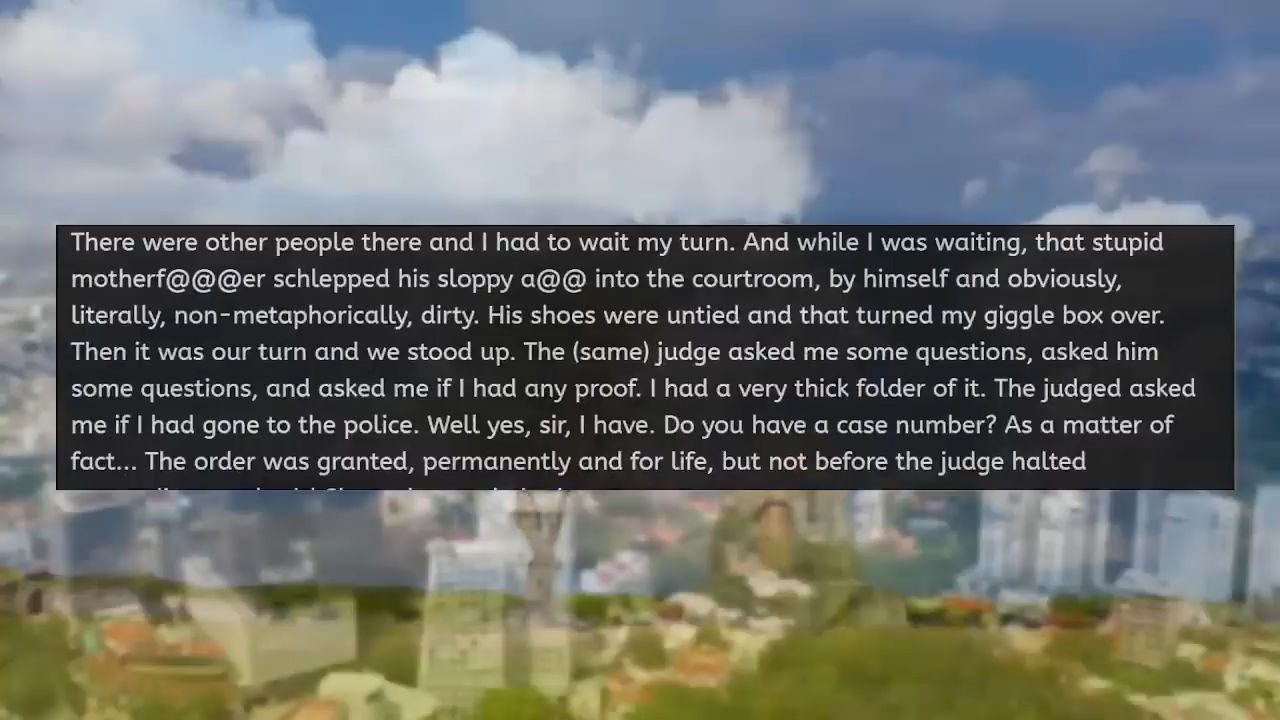 There were other people there and I had to wait my turn. And while I was waiting, that stupid
motherf@@@er schlepped his sloppy a@@ into the courtroom, by himself and obviously,
literally, non-metaphorically, dirty. His shoes were untied and that turned my giggle box over.
Then it was our turn and we stood up. The (same) judge asked me some questions, asked him
some questions, and asked me if I had any proof. I had a very thick folder of it. The judged asked
me if I had gone to the police. Well yes, sir, I have. Do you have a case number? As a matter of
fact... The order was granted, permanently and for life, but not before the judge halted